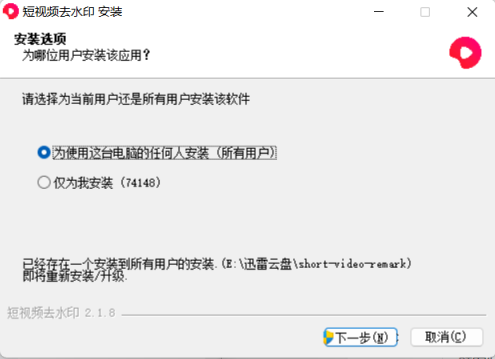 短视频去水印 安装
安装选项
为哪位用户安装该应用?
请选择为当前用户还是所有用户安装该软件
为使用这台电脑的任何人安装 (所有用户)
仅为我安装 (74148)
已经存在一个安装到所有用户的安装.(E:\迅雷云盘\short-video-remark)
即将重新安装/升级.
短视频去水印 2.1.8
下一步(N)
取消(C)